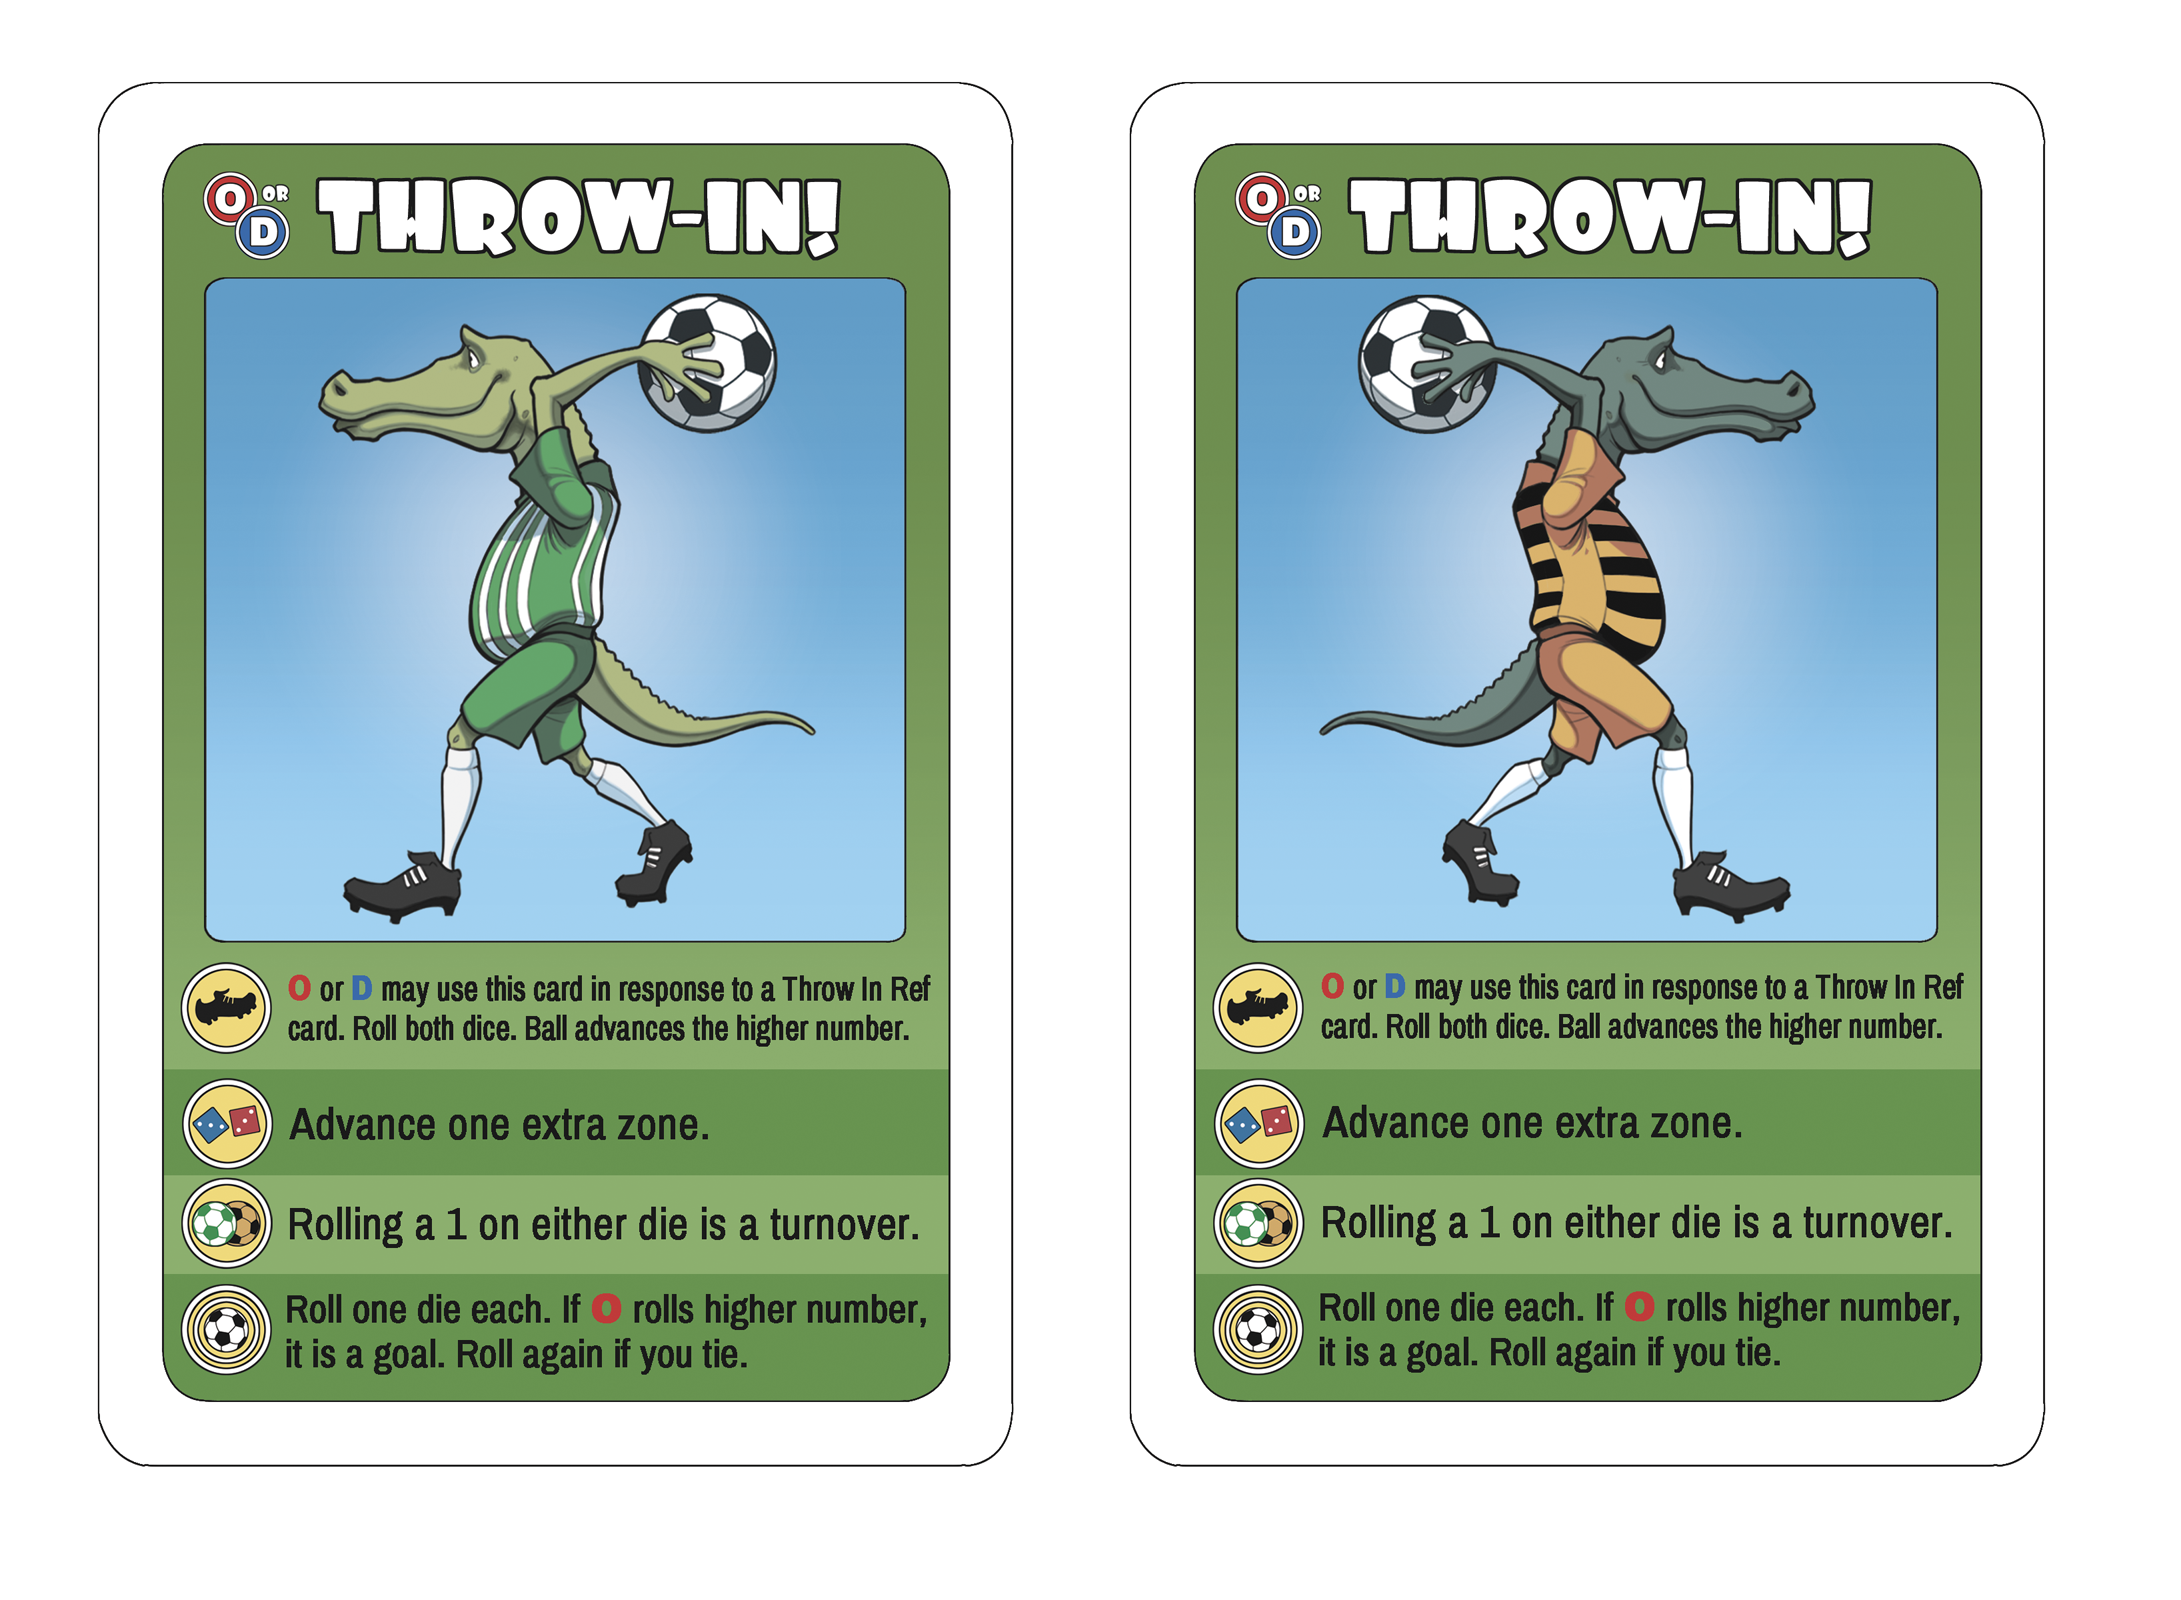 O OR D THROW-IN!
O or D may use this card in response to a Throw In Ref
card. Roll both dice. Ball advances the higher number.
Advance one extra zone.
Rolling a 1 on either die is a turnover.
Roll one die each. If O rolls higher number,
it is a goal. Roll again if you tie.
O OR D THROW-IN!
O or D may use this card in response to a Throw In Ref
card. Roll both dice. Ball advances the higher number.
Advance one extra zone.
Rolling a 1 on either die is a turnover.
Roll one die each. If O rolls higher number,
it is a goal. Roll again if you tie.